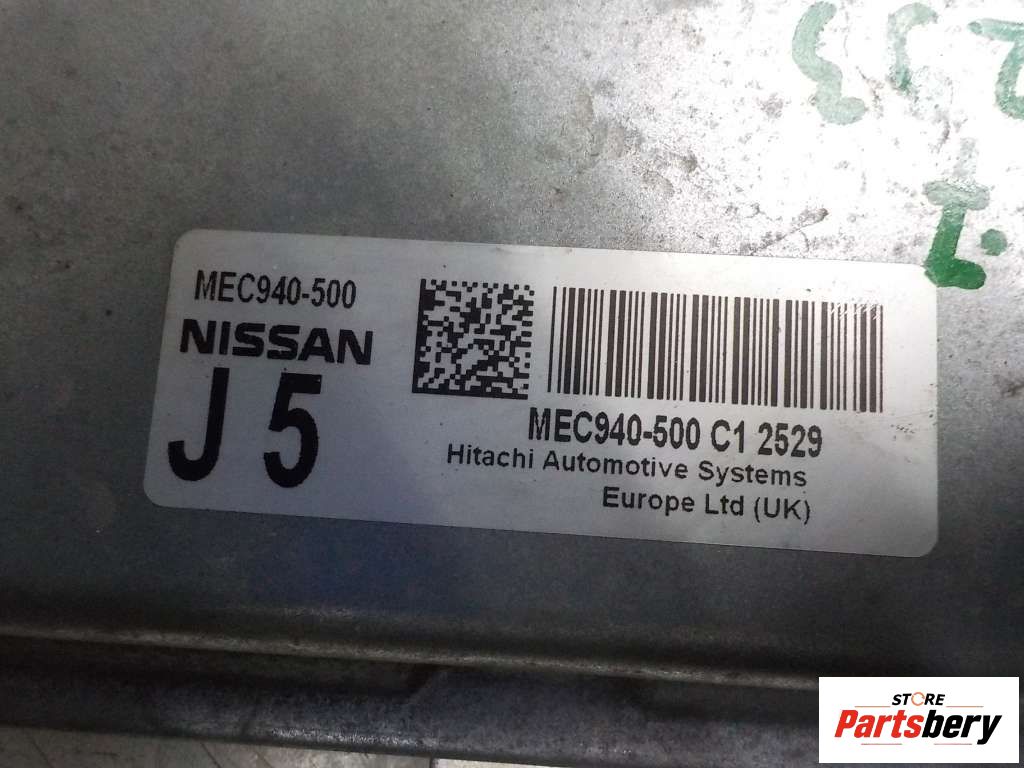 MEC940-500
NISSAN
J 5
MEC940-500 C1 2529
Hitachi Automotive Systems
Europe Ltd (UK)
STORE
Partsbery